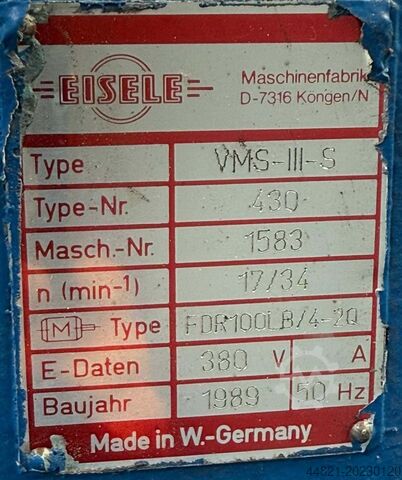 EISELE
Maschinenfabrik
D-7316 Köngen/N
Type VMS-III-S
Type-Nr. 430
Masch.-Nr. 1583
n (min⁻¹) 17/34
M Type FDR100LB/4-2Q
E-Daten 380 V A
Baujahr 1989 50 Hz
Made in W.-Germany
44821-20230120